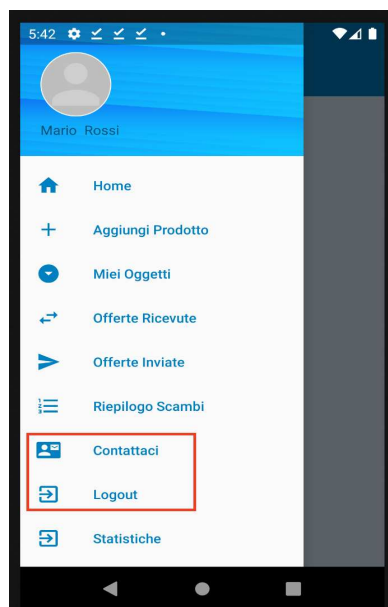 5:42
Mario Rossi
Home
Aggiungi Prodotto
Miei Oggetti
Offerte Ricevute
Offerte Inviate
Riepilogo Scambi
Contattaci
Logout
Statistiche